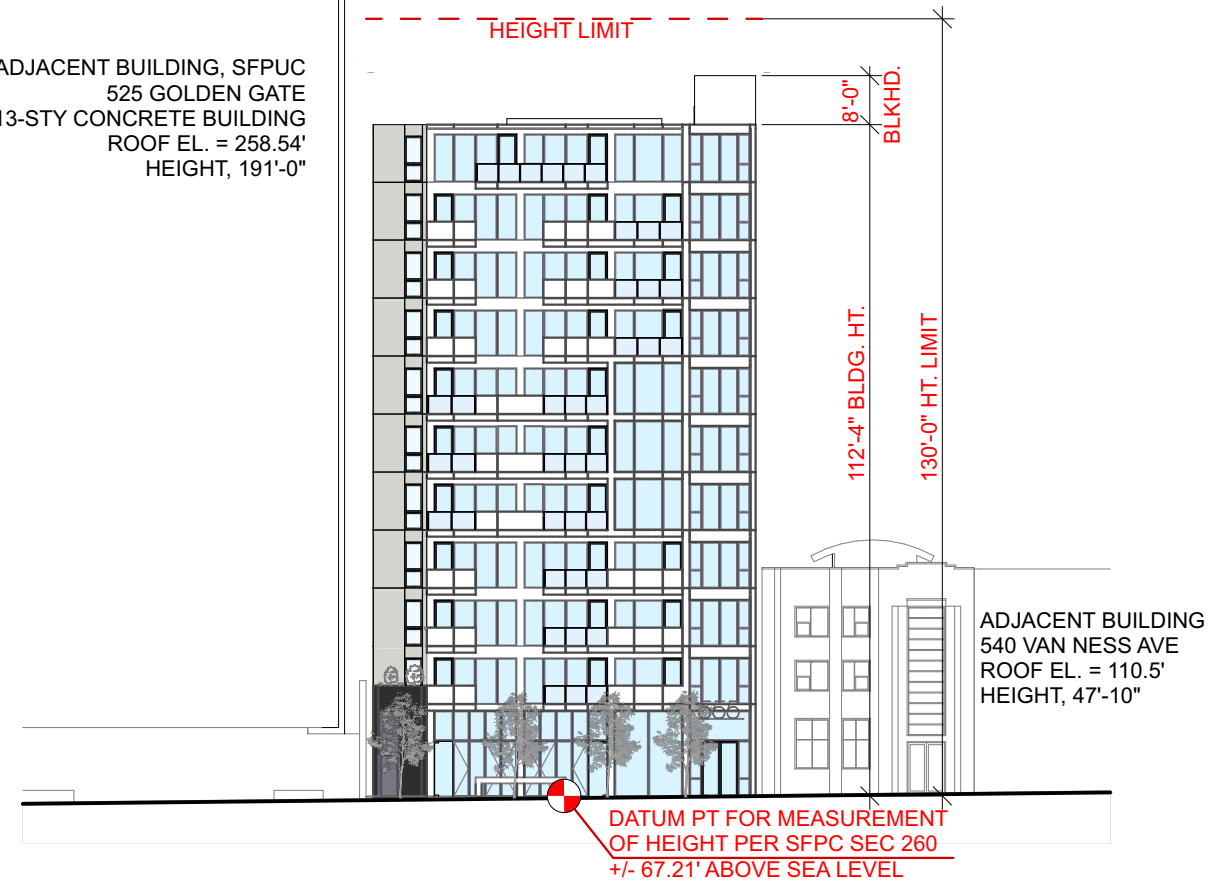 HEIGHT LIMIT
ADJACENT BUILDING, SFPUC
525 GOLDEN GATE
13-STY CONCRETE BUILDING
ROOF EL. = 258.54'
HEIGHT, 191'-0"
8'-0"
BLKHD.
112'-4" BLDG. HT.
130'-0" HT. LIMIT
ADJACENT BUILDING
540 VAN NESS AVE
ROOF EL. = 110.5'
HEIGHT, 47'-10"
555
DATUM PT FOR MEASUREMENT
OF HEIGHT PER SFPC SEC 260
+/- 67.21' ABOVE SEA LEVEL